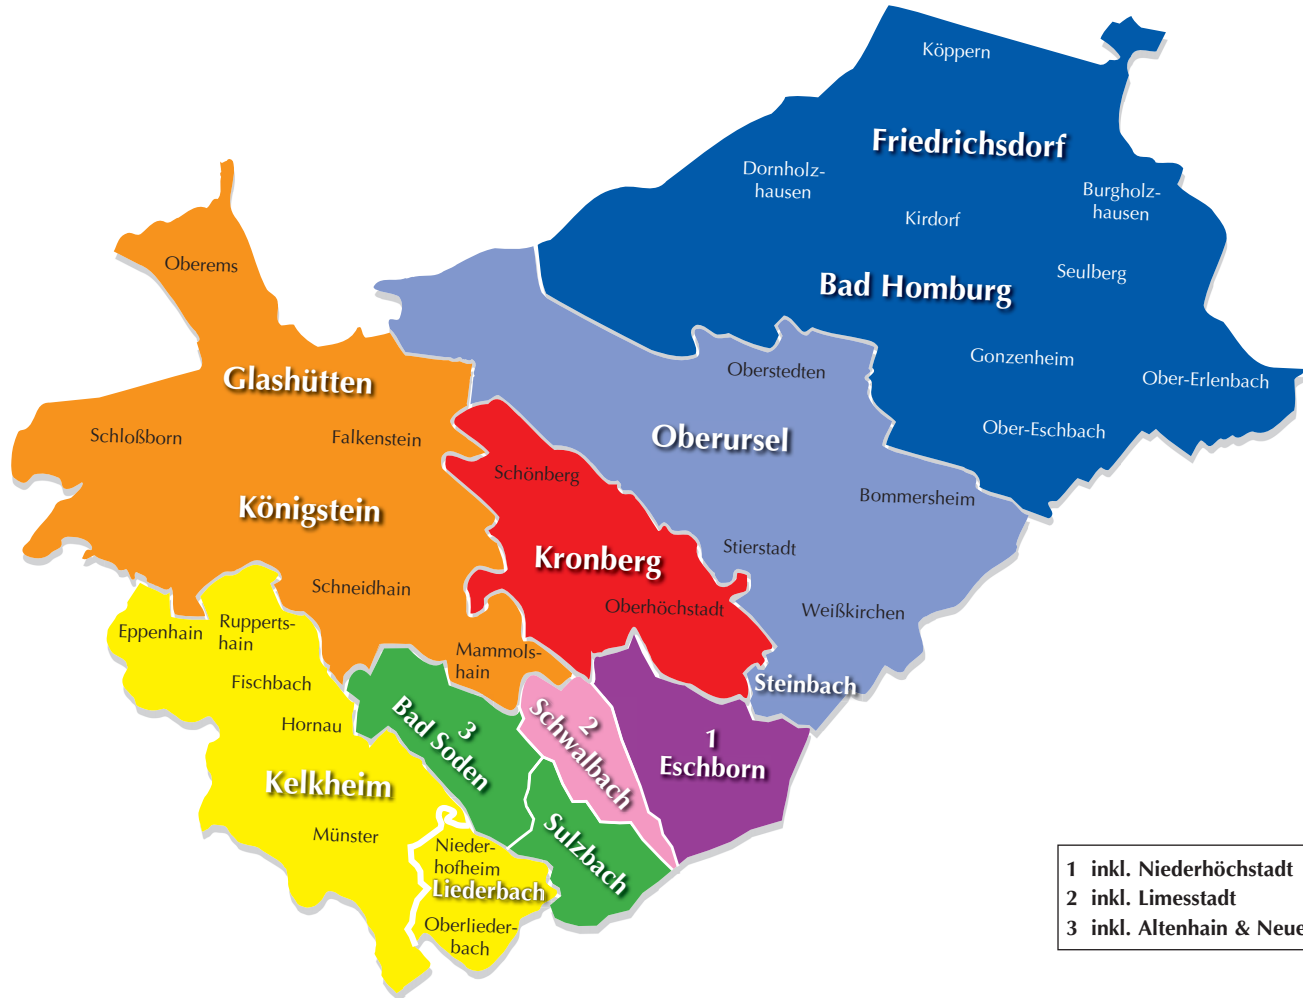 Köppern
Friedrichsdorf
Dornholz-
hausen
Burgholz-
hausen
Kirdorf
Oberems
Seulberg
Bad Homburg
Gonzenheim
Oberstedten
Ober-Erlenbach
Glashütten
Ober-Eschbach
Schloßborn
Falkenstein
Oberursel
Schönberg
Bommersheim
Königstein
Stierstadt
Kronberg
Schneidhain
Oberhöchstadt
Weißkirchen
Eppenhain
Rupperts-
hain
Mammols-
hain
Fischbach
Steinbach
Hornau
3
Bad Soden
2
Schwalbach
1
Eschborn
Kelkheim
Münster
Sulzbach
Nieder-
hofheim
Liederbach
Oberlieder-
bach
1 inkl. Niederhöchstadt
2 inkl. Limesstadt
3 inkl. Altenhain & Neue